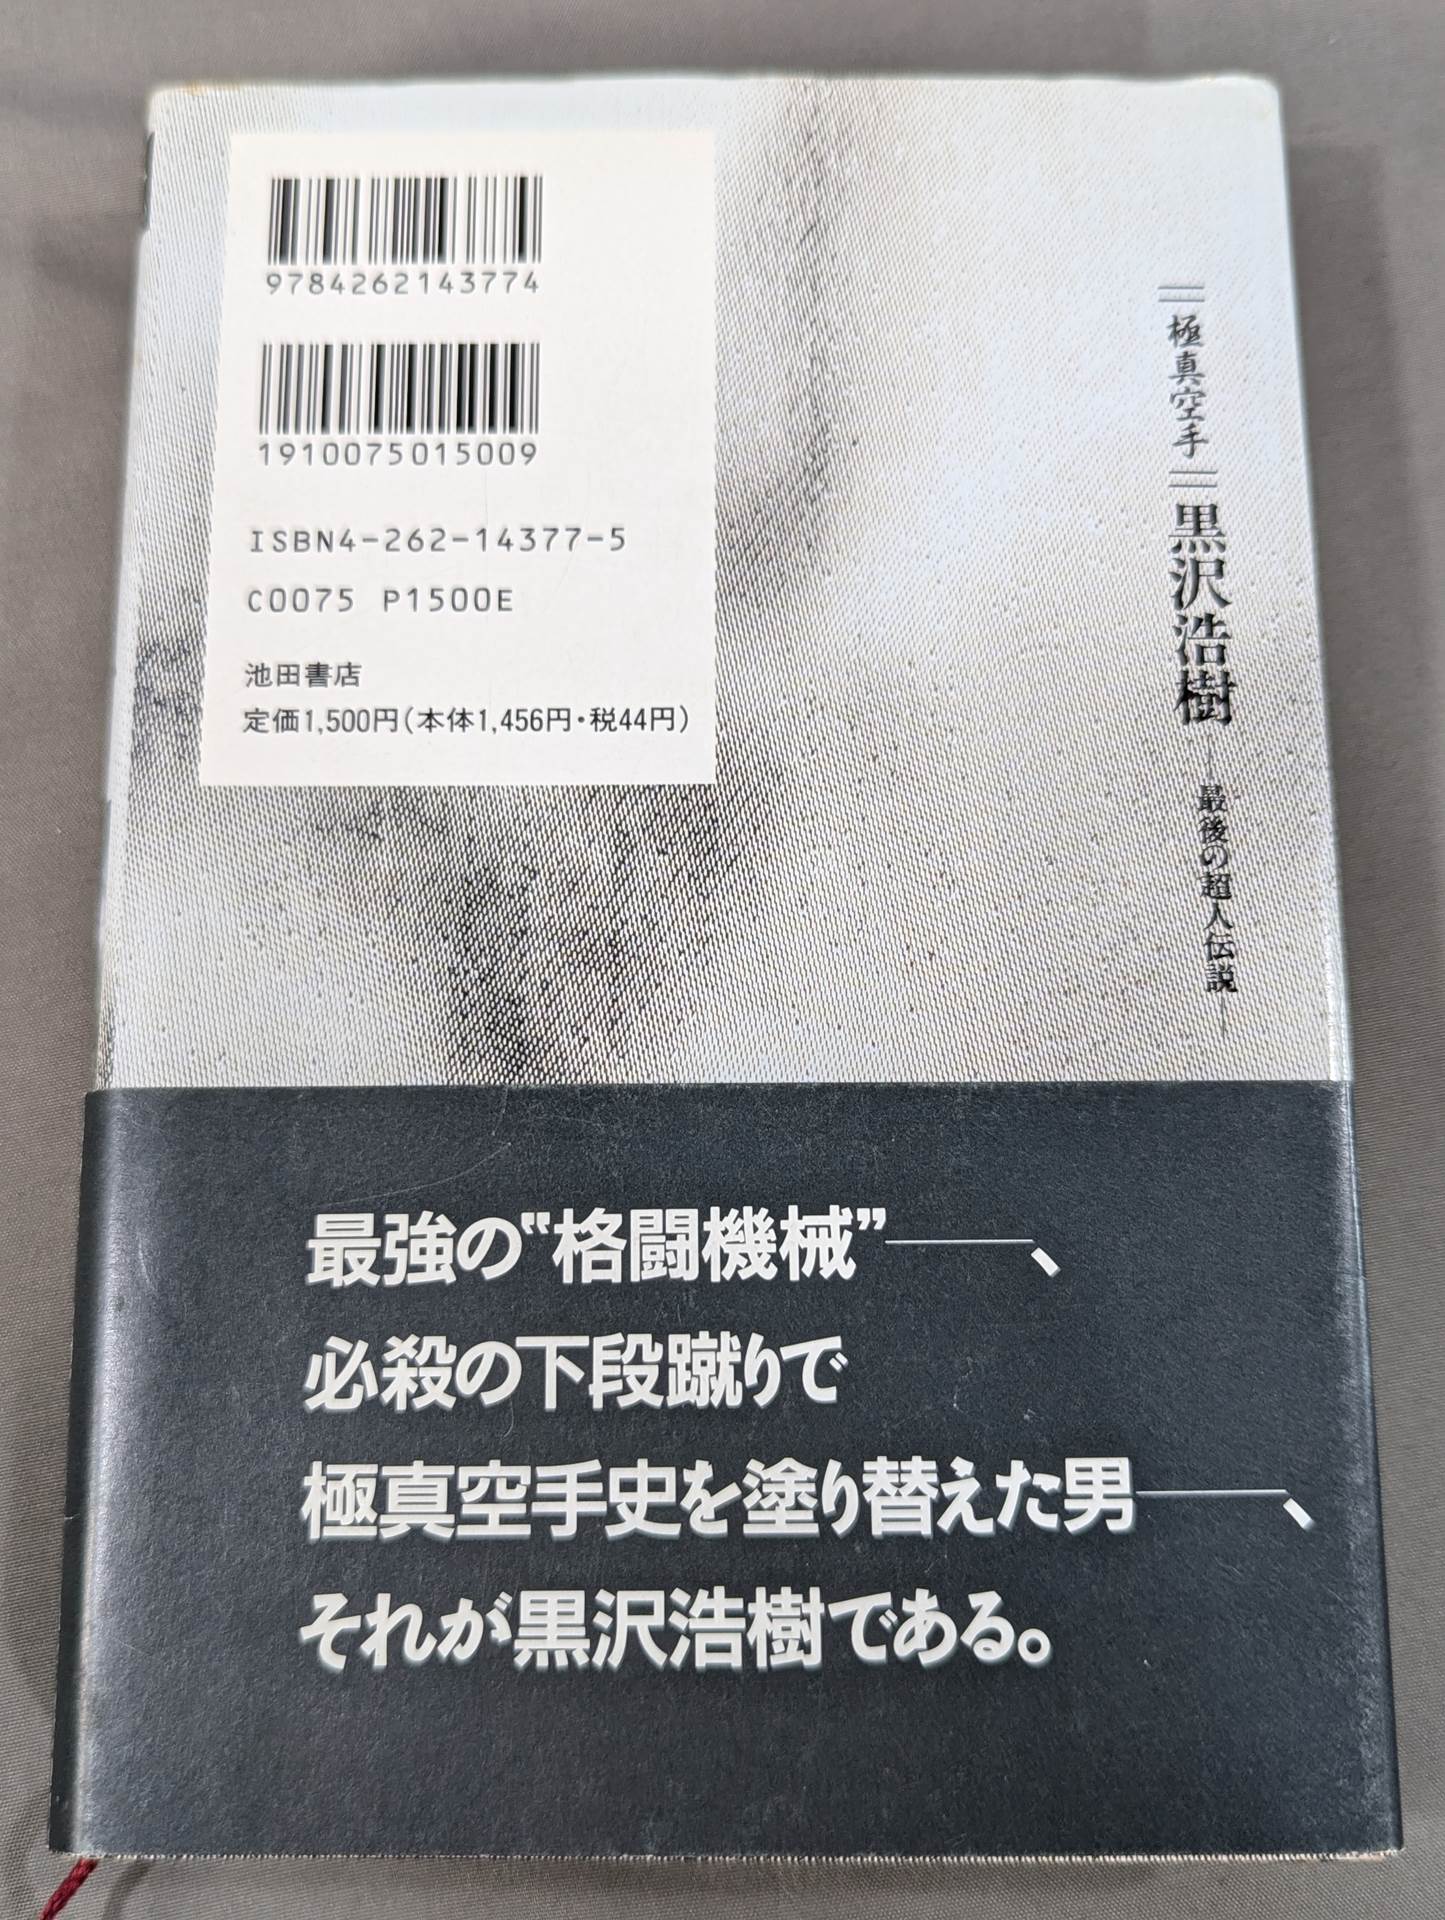 9784262143774
1910075015009
ISBN4-262-14377-5
C0075 P1500E
池田書店
定価1,500円(本体1,456円・税44円)
極真空手
黒沢浩樹
―最後の超人伝説―
最強の“格闘機械”――、
必殺の下段蹴りで
極真空手史を塗り替えた男――、
それが黒沢浩樹である。